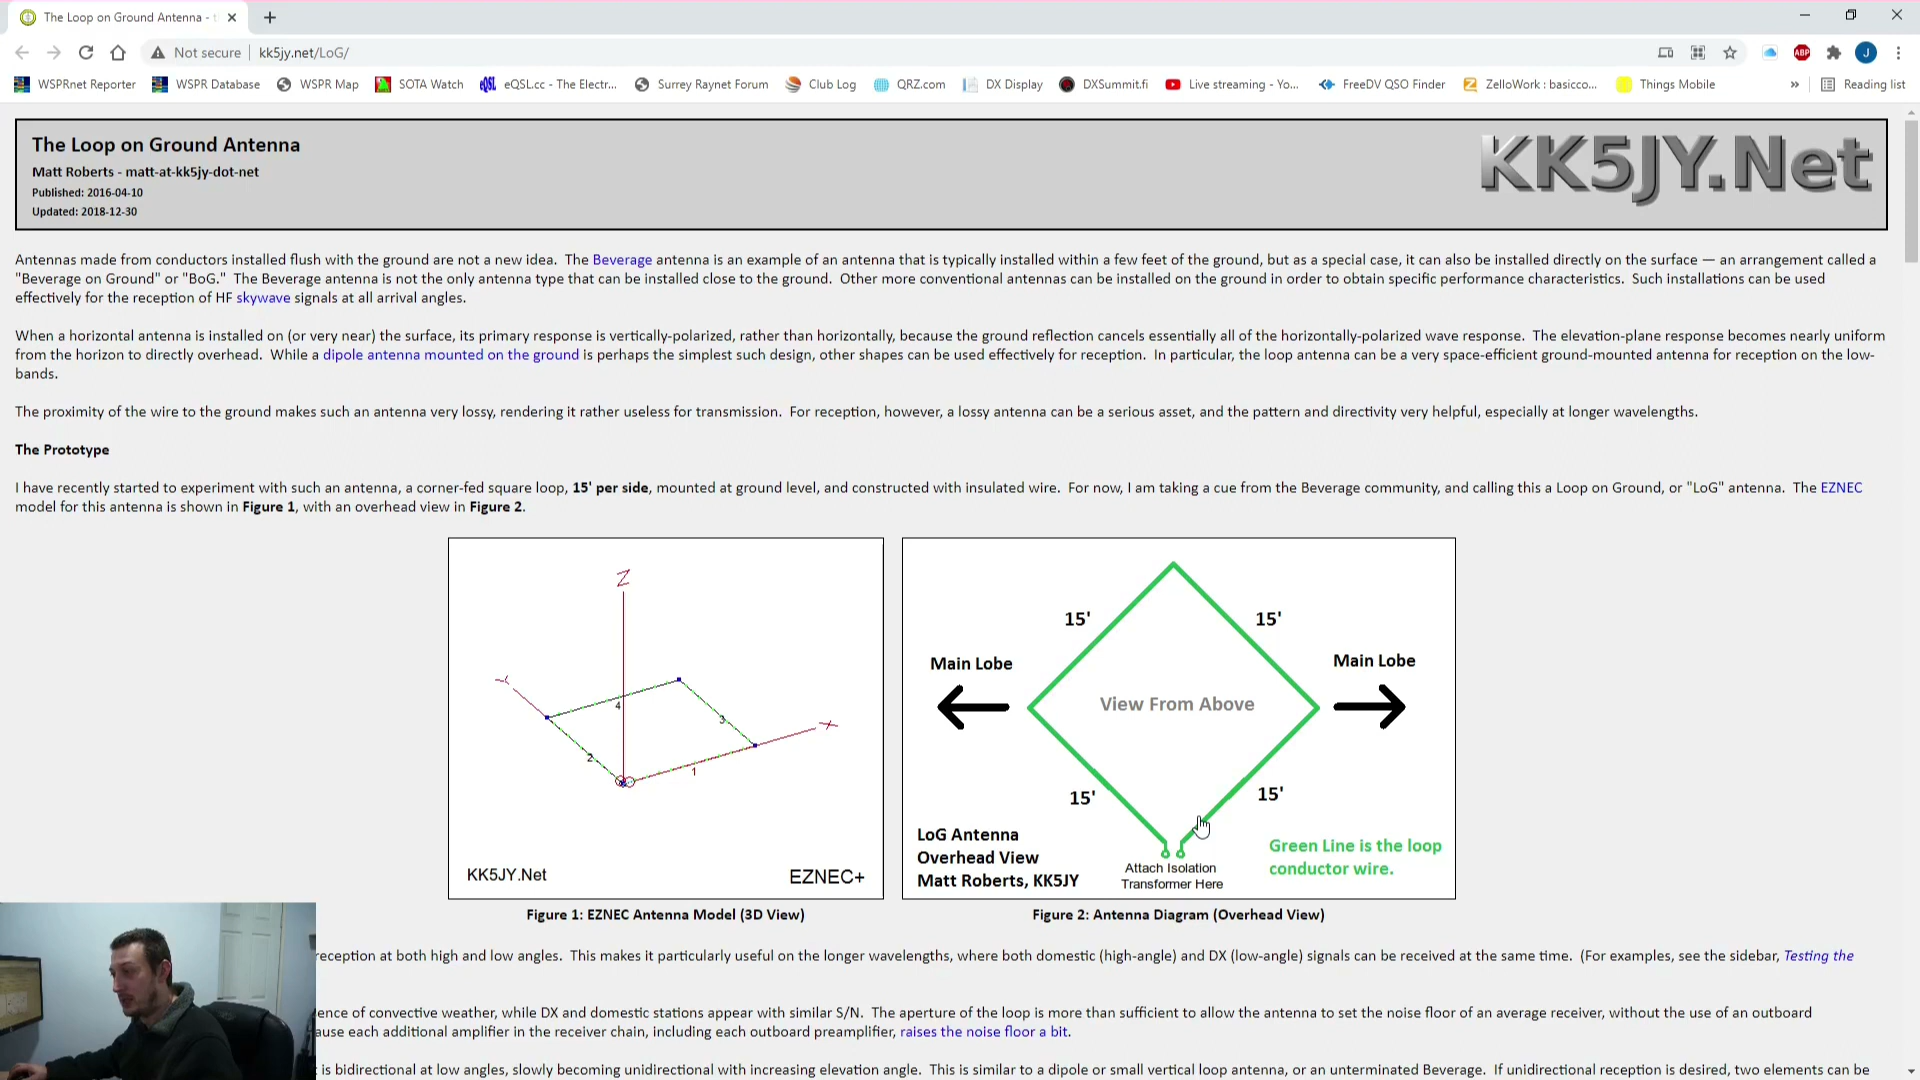 The Loop on Ground Antenna - t
Not secure
kk5jy.net/LoG/
WSPRnet Reporter
WSPR Database
WSPR Map
SOTA Watch
eQSL.cc - The Electr...
Surrey Raynet Forum
Club Log
QRZ.com
DX Display
DXSummit.fi
Live streaming - Yo...
FreeDV QSO Finder
ZelloWork : basicco...
Things Mobile
»
Reading list
The Loop on Ground Antenna
Matt Roberts - matt-at-kk5jy-dot-net
Published: 2016-04-10
Updated: 2018-12-30
KK5JY.Net
Antennas made from conductors installed flush with the ground are not a new idea. The Beverage antenna is an example of an antenna that is typically installed within a few feet of the ground, but as a special case, it can also be installed directly on the surface — an arrangement called a
"Beverage on Ground" or "BoG." The Beverage antenna is not the only antenna type that can be installed close to the ground. Other more conventional antennas can be installed on the ground in order to obtain specific performance characteristics. Such installations can be used
effectively for the reception of HF skywave signals at all arrival angles.
When a horizontal antenna is installed on (or very near) the surface, its primary response is vertically-polarized, rather than horizontally, because the ground reflection cancels essentially all of the horizontally-polarized wave response. The elevation-plane response becomes nearly uniform
from the horizon to directly overhead. While a dipole antenna mounted on the ground is perhaps the simplest such design, other shapes can be used effectively for reception. In particular, the loop antenna can be a very space-efficient ground-mounted antenna for reception on the low-
bands.
The proximity of the wire to the ground makes such an antenna very lossy, rendering it rather useless for transmission. For reception, however, a lossy antenna can be a serious asset, and the pattern and directivity very helpful, especially at longer wavelengths.
The Prototype
I have recently started to experiment with such an antenna, a corner-fed square loop, 15' per side, mounted at ground level, and constructed with insulated wire. For now, I am taking a cue from the Beverage community, and calling this a Loop on Ground, or "LoG" antenna. The EZNEC
model for this antenna is shown in Figure 1, with an overhead view in Figure 2.
Z
Y
X
4
3
2
1
KK5JY.Net
EZNEC+
15'
15'
Main Lobe
Main Lobe
View From Above
15'
15'
LoG Antenna
Overhead View
Matt Roberts, KK5JY
Attach Isolation
Transformer Here
Green Line is the loop
conductor wire.
Figure 1: EZNEC Antenna Model (3D View)
Figure 2: Antenna Diagram (Overhead View)
reception at both high and low angles. This makes it particularly useful on the longer wavelengths, where both domestic (high-angle) and DX (low-angle) signals can be received at the same time. (For examples, see the sidebar, Testing the
ence of convective weather, while DX and domestic stations appear with similar S/N. The aperture of the loop is more than sufficient to allow the antenna to set the noise floor of an average receiver, without the use of an outboard
ause each additional amplifier in the receiver chain, including each outboard preamplifier, raises the noise floor a bit.
is bidirectional at low angles, slowly becoming unidirectional with increasing elevation angle. This is similar to a dipole or small vertical loop antenna, or an unterminated Beverage. If unidirectional reception is desired, two elements can be